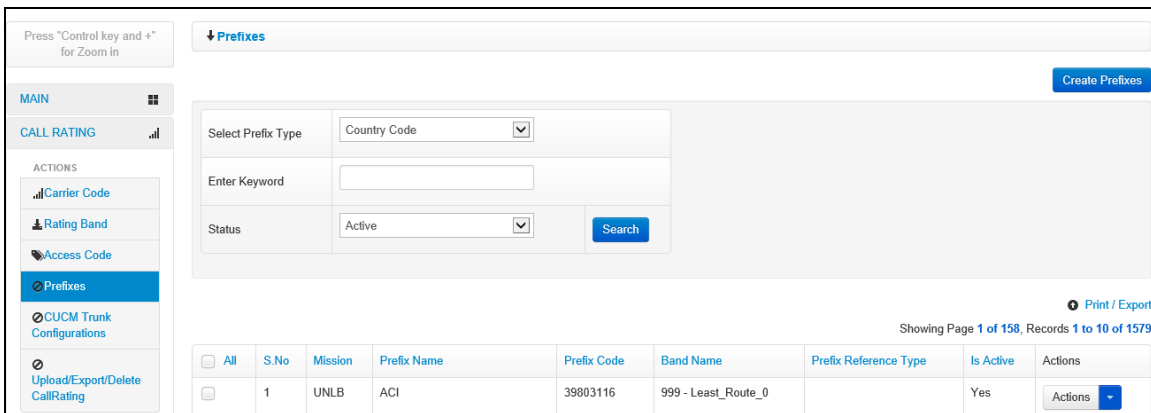 Press "Control key and +"
for Zoom in
MAIN
CALL RATING
ACTIONS
Carrier Code
Rating Band
Access Code
Prefixes
CUCM Trunk
Configurations
Upload/Export/Delete
CallRating
Prefixes
Create Prefixes
Select Prefix Type Country Code
Enter Keyword
Status Active Search
Print / Export
Showing Page 1 of 158, Records 1 to 10 of 1579
All S.No Mission Prefix Name Prefix Code Band Name Prefix Reference Type Is Active Actions
1 UNLB ACI 39803116 999 - Least_Route_0 Yes Actions